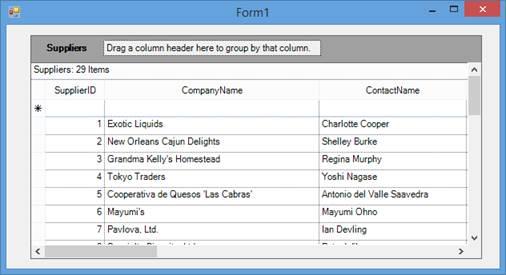 Form1
Suppliers Drag a column header here to group by that column.
Suppliers: 29 Items
SupplierID CompanyName ContactName
1 Exotic Liquids Charlotte Cooper
2 New Orleans Cajun Delights Shelley Burke
3 Grandma Kelly's Homestead Regina Murphy
4 Tokyo Traders Yoshi Nagase
5 Cooperativa de Quesos 'Las Cabras' Antonio del Valle Saavedra
6 Mayumi's Mayumi Ohno
7 Pavlova, Ltd. Ian Devling